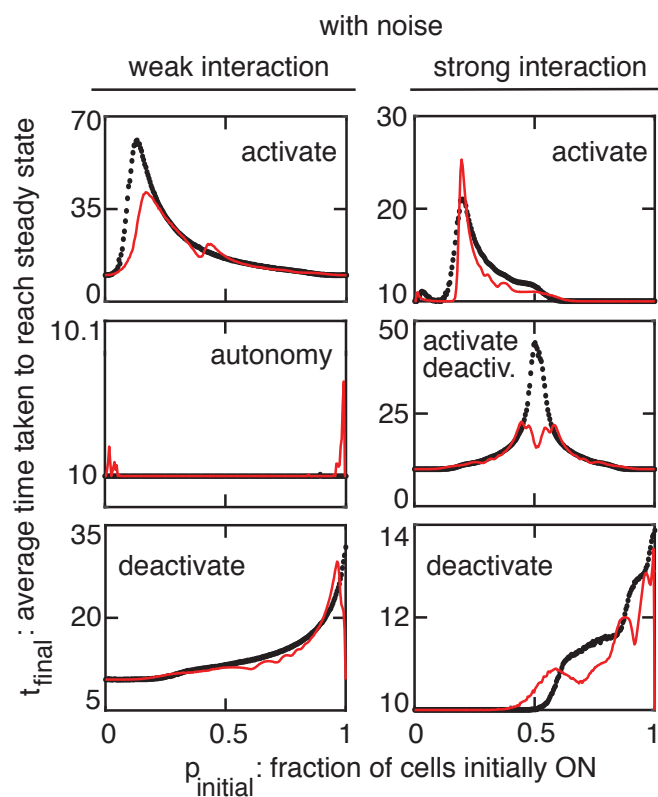 with noise
weak interaction
strong interaction
t_final : average time taken to reach steady state
70
35
0
activate
30
20
10
activate
10.1
10
autonomy
50
25
0
activate
deactiv.
35
20
5
deactivate
14
12
10
deactivate
0
0.5
1
0
0.5
1
p_initial : fraction of cells initially ON